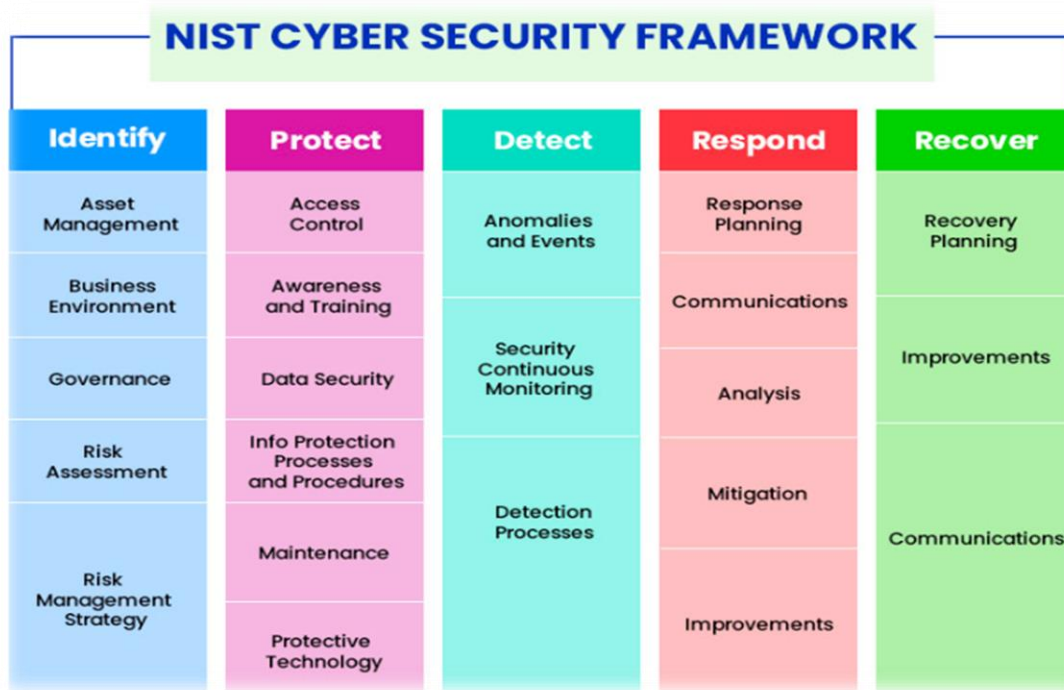 NIST CYBER SECURITY FRAMEWORK
Identify
Asset
Management
Business
Environment
Governance
Risk
Assessment
Risk
Management
Strategy
Protect
Access
Control
Awareness
and Training
Data Security
Info Protection
Processes
and Procedures
Maintenance
Protective
Technology
Detect
Anomalies
and Events
Security
Continuous
Monitoring
Detection
Processes
Respond
Response
Planning
Communications
Analysis
Mitigation
Improvements
Recover
Recovery
Planning
Improvements
Communications